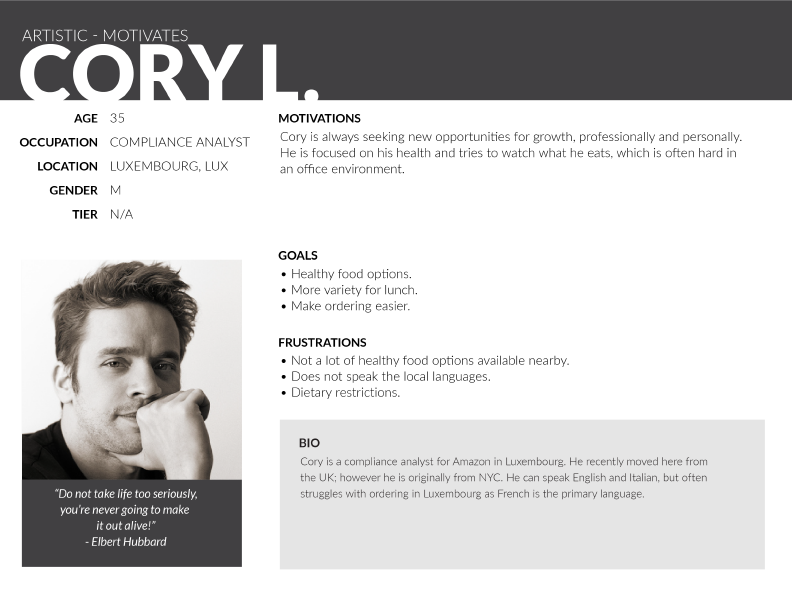 ARTISTIC - MOTIVATES
CORY L.
AGE 35
OCCUPATION COMPLIANCE ANALYST
LOCATION LUXEMBOURG, LUX
GENDER M
TIER N/A
MOTIVATIONS
Cory is always seeking new opportunities for growth, professionally and personally.
He is focused on his health and tries to watch what he eats, which is often hard in
an office environment.
GOALS
• Healthy food options.
• More variety for lunch.
• Make ordering easier.
FRUSTRATIONS
• Not a lot of healthy food options available nearby.
• Does not speak the local languages.
• Dietary restrictions.
BIO
Cory is a compliance analyst for Amazon in Luxembourg. He recently moved here from
the UK; however he is originally from NYC. He can speak English and Italian, but often
struggles with ordering in Luxembourg as French is the primary language.
“Do not take life too seriously,
you’re never going to make
it out alive!”
- Elbert Hubbard